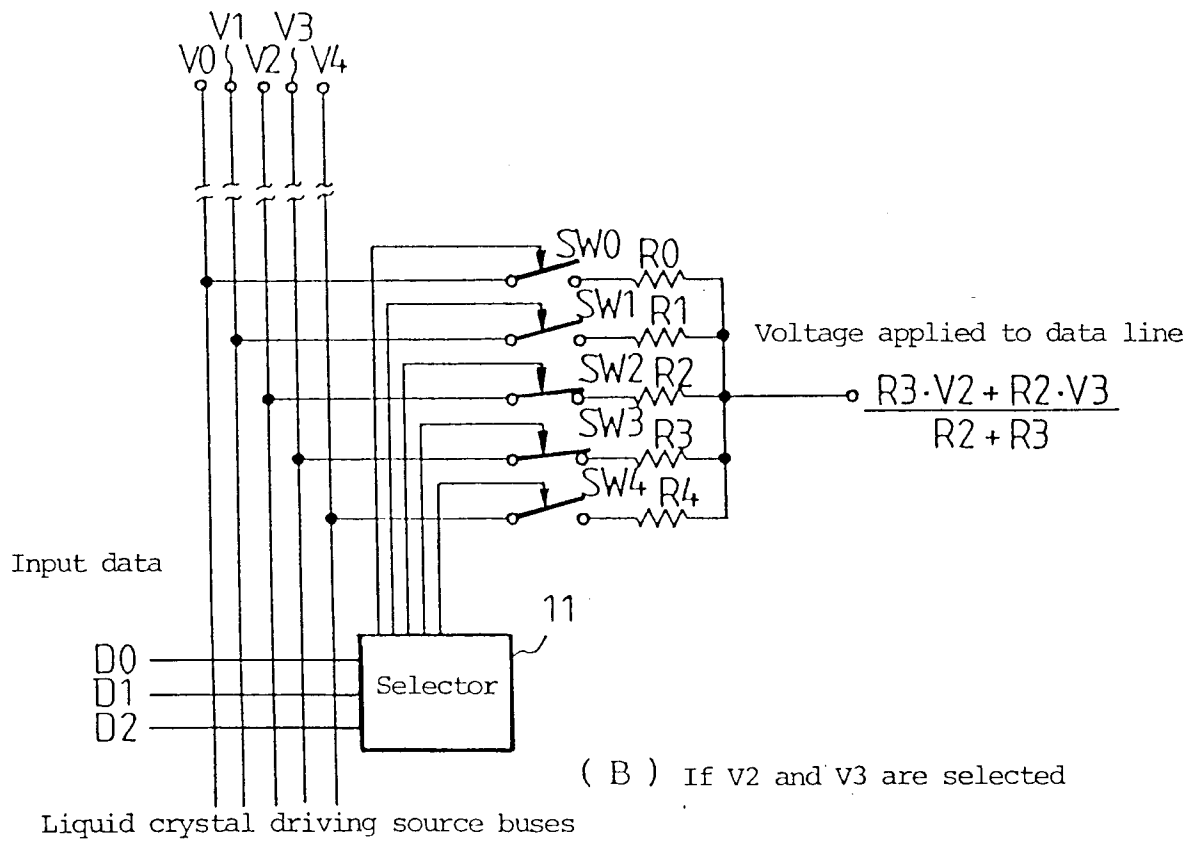 V1 V3
V0 V2 V4
SW0 R0
SW1 R1
Voltage applied to data line
SW2 R2
R3·V2 + R2·V3
R2 + R3
SW3 R3
SW4 R4
Input data
11
D0
D1
D2
Selector
( B ) If V2 and V3 are selected
Liquid crystal driving source buses